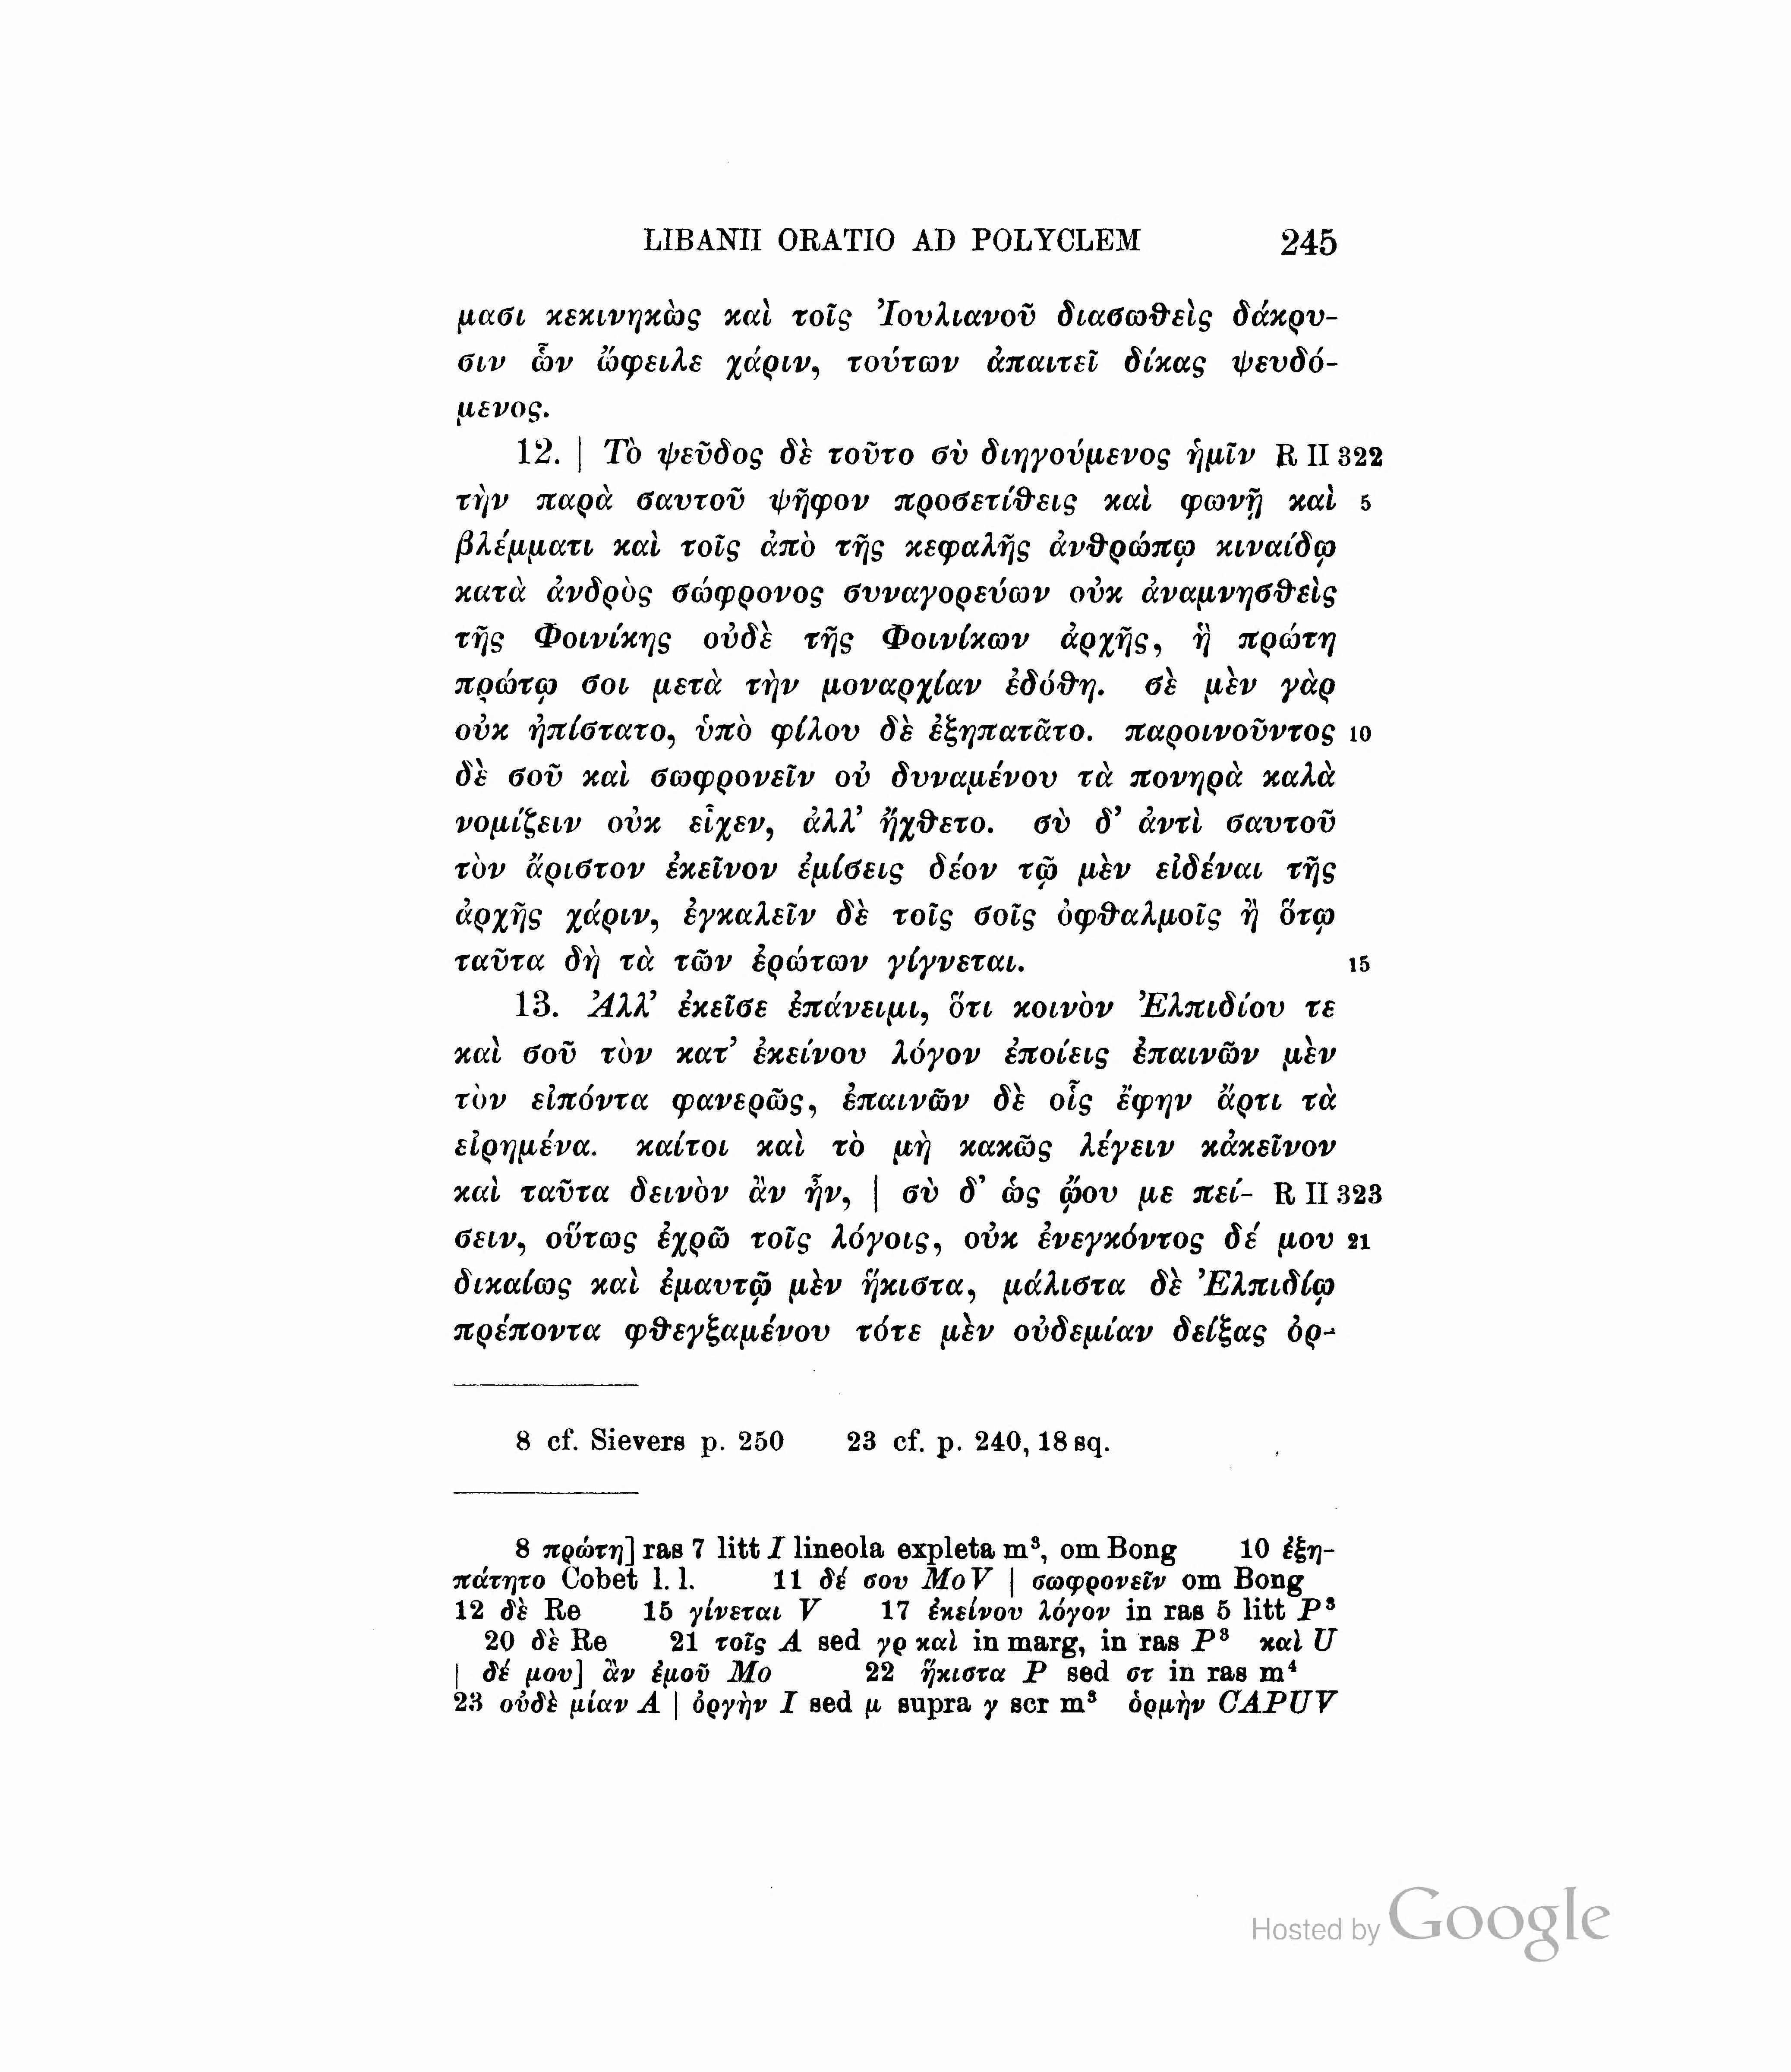 LIBANII ORATIO AD POLYCLEM 245
μασι κεκινηκὼς καὶ τοῖς Ἰουλιανοῦ διασωθεὶς δάκρυ-
σιν ὧν ὤφειλε χάριν, τούτων ἀπαιτεῖ δίκας ψευδό-
μενος.
12. | Τὸ ψεῦδος δὲ τοῦτο σὺ διηγούμενος ἡμῖν R II 322
τὴν παρὰ σαυτοῦ ψῆφον προσετίθεις καὶ φωνῇ καὶ 5
βλέμματι καὶ τοῖς ἀπὸ τῆς κεφαλῆς ἀνθρώπῳ κιναίδῳ
κατὰ ἀνδρὸς σώφρονος συναγορεύων οὐκ ἀναμνησθεὶς
τῆς Φοινίκης οὐδὲ τῆς Φοινίκων ἀρχῆς, ἣ πρώτη
πρώτῳ σοι μετὰ τὴν μοναρχίαν ἐδόθη. σὲ μὲν γὰρ
οὐκ ἠπίστατο, ὑπὸ φίλου δὲ ἐξηπατᾶτο. παροινοῦντος 10
δὲ σοῦ καὶ σωφρονεῖν οὐ δυναμένου τὰ πονηρὰ καλὰ
νομίζειν οὐκ εἶχεν, ἀλλ’ ἤχθετο. σὺ δ’ ἀντὶ σαυτοῦ
τὸν ἄριστον ἐκεῖνον ἐμίσεις δέον τῷ μὲν εἰδέναι τῆς
ἀρχῆς χάριν, ἐγκαλεῖν δὲ τοῖς σοῖς ὀφθαλμοῖς ἢ ὅτῳ
ταῦτα δὴ τὰ τῶν ἐρώτων γίγνεται. 15
13. Ἀλλ’ ἐκεῖσε ἐπάνειμι, ὅτι κοινὸν Ἐλπιδίου τε
καὶ σοῦ τὸν κατ’ ἐκείνου λόγον ἐποίεις ἐπαινῶν μὲν
τὸν εἰπόντα φανερῶς, ἐπαινῶν δὲ οἷς ἔφην ἄρτι τὰ
εἰρημένα. καίτοι καὶ τὸ μὴ κακῶς λέγειν κἀκεῖνον
καὶ ταῦτα δεινὸν ἂν ἦν, | σὺ δ’ ὡς ᾤου με πεί- R II 323
σειν, οὕτως ἐχρῶ τοῖς λόγοις, οὐκ ἐνεγκόντος δέ μου 21
δικαίως καὶ ἐμαυτῷ μὲν ἥκιστα, μάλιστα δὲ Ἐλπιδίῳ
πρέποντα φθεγξαμένου τότε μὲν οὐδεμίαν δείξας ὀρ-
8 cf. Sievers p. 250 23 cf. p. 240, 18 sq.
8 πρώτη] ras 7 litt I lineola expleta m³, om Bong 10 ἐξη-
πάτητο Cobet l. l. 11 δέ σου MoV | σωφρονεῖν om Bong
12 δὲ Re 15 γίνεται V 17 ἐκείνου λόγον in ras 5 litt P³
20 δὲ Re 21 τοῖς A sed γρ καὶ in marg, in ras P³ καὶ U
| δέ μου] ἂν ἐμοῦ Mo 22 ἥκιστα P sed στ in ras m⁴
23 οὐδὲ μίαν A | ὀργὴν I sed μ supra γ scr m³ ὁρμὴν CAPUV
Hosted by Google